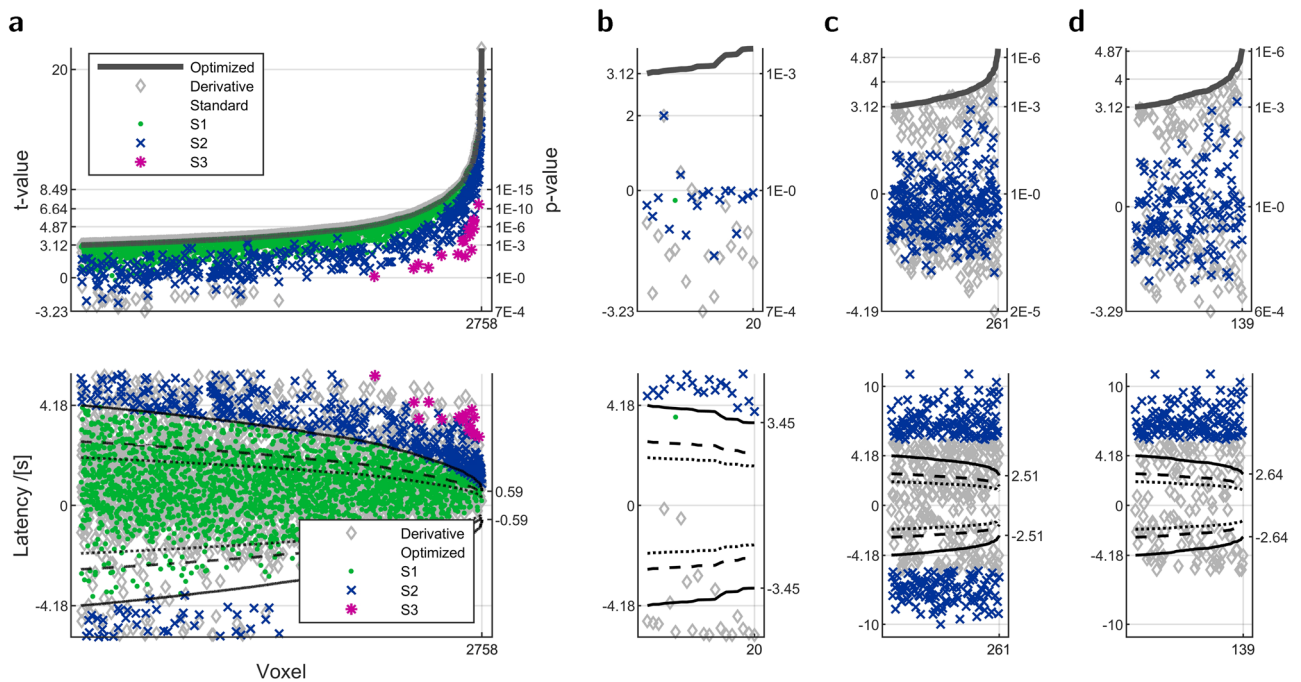 a
b
c
d
Optimized
Derivative
Standard
S1
S2
S3
t-value
20
8.49
6.64
4.87
3.12
0
-3.23
1E-15
1E-10
1E-6
1E-3
1E-0
7E-4
p-value
2758
3.12
2
0
-3.23
1E-3
1E-0
7E-4
20
4.87
4
3.12
0
-4.19
1E-6
1E-3
1E-0
2E-5
261
4.87
4
3.12
0
-3.29
1E-6
1E-3
1E-0
6E-4
139
Latency /[s]
4.18
0
-4.18
0.59
-0.59
Derivative
Optimized
S1
S2
S3
2758
Voxel
4.18
0
-4.18
3.45
-3.45
20
10
4.18
0
-4.18
-10
2.51
-2.51
261
10
4.18
0
-4.18
-10
2.64
-2.64
139